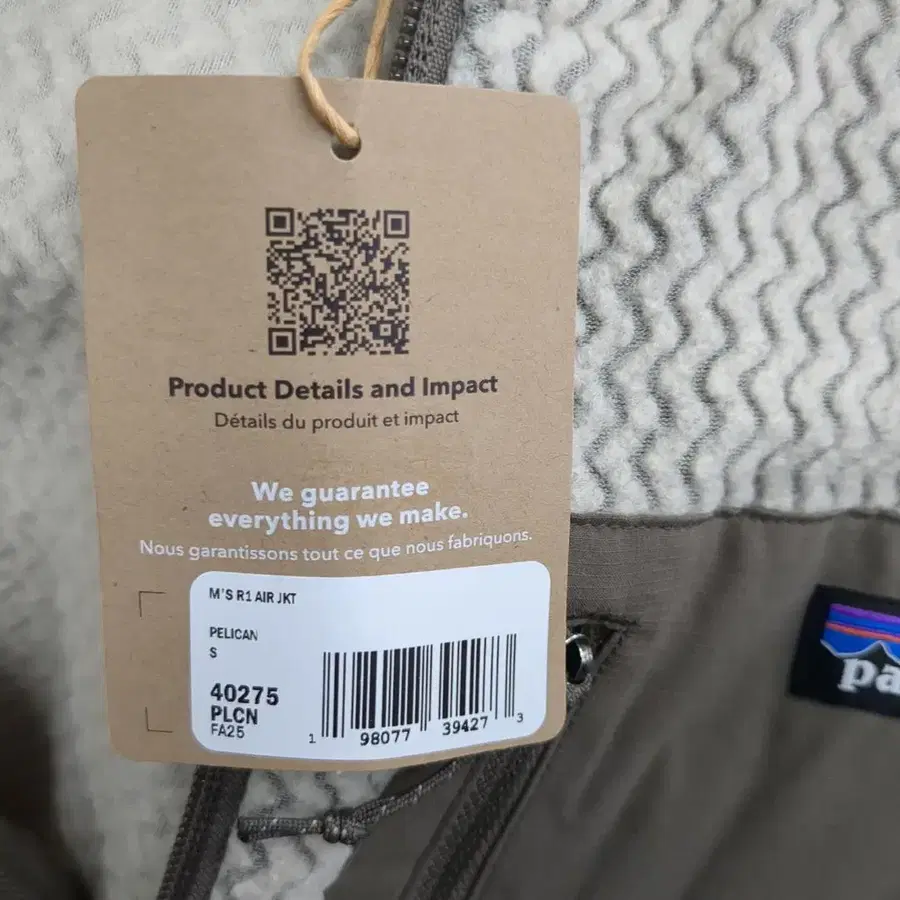 Product Details and Impact
Détails du produit et impact
We guarantee
everything we make.
Nous garantissons tout ce que nous fabriquons.
M'S R1 AIR JKT
PELICAN
S
40275
PLCN
FA25
1 98077 39427 3
pa